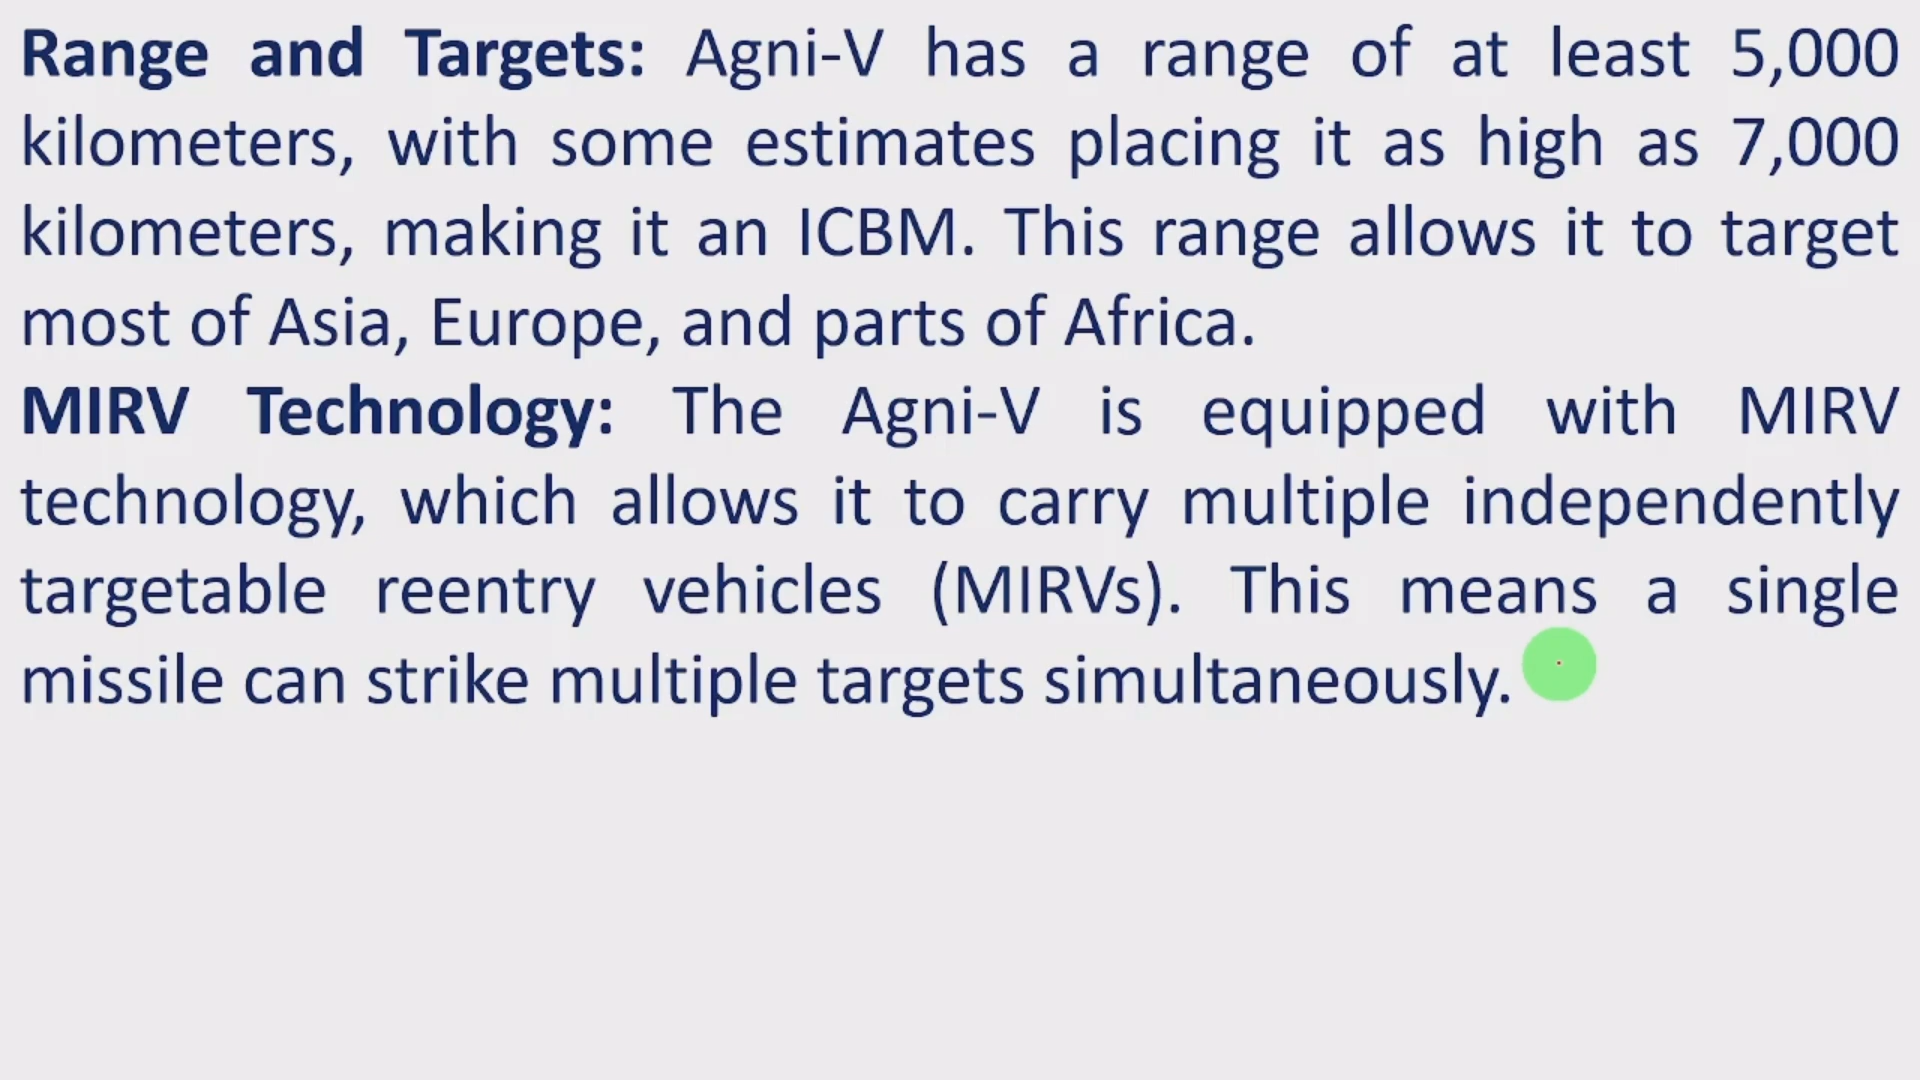 Range and Targets: Agni-V has a range of at least 5,000
kilometers, with some estimates placing it as high as 7,000
kilometers, making it an ICBM. This range allows it to target
most of Asia, Europe, and parts of Africa.
MIRV Technology: The Agni-V is equipped with MIRV
technology, which allows it to carry multiple independently
targetable reentry vehicles (MIRVs). This means a single
missile can strike multiple targets simultaneously.